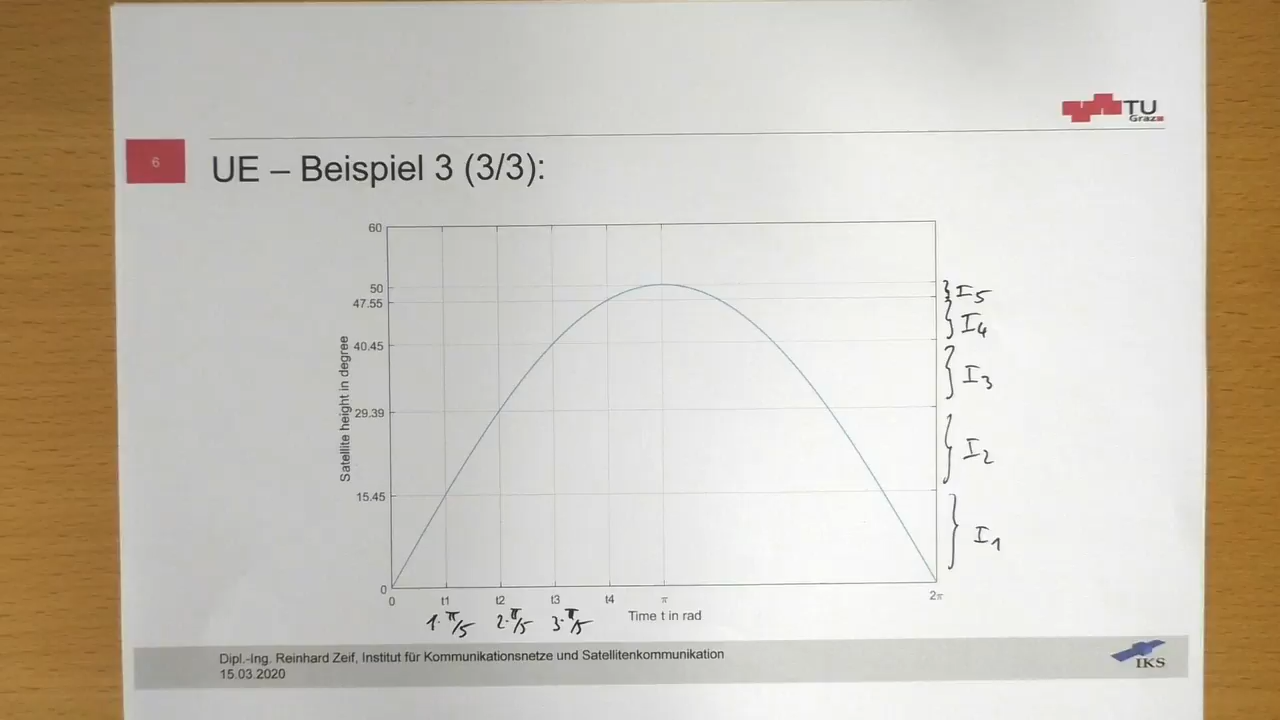 TU
Graz
6
UE – Beispiel 3 (3/3):
60
50
47.55
40.45
29.39
15.45
0
Satellite height in degree
I5
I4
I3
I2
I1
0 t1 t2 t3 t4 π 2π
1·π/5 2·π/5 3·π/5
Time t in rad
Dipl.-Ing. Reinhard Zeif, Institut für Kommunikationsnetze und Satellitenkommunikation
15.03.2020
IKS